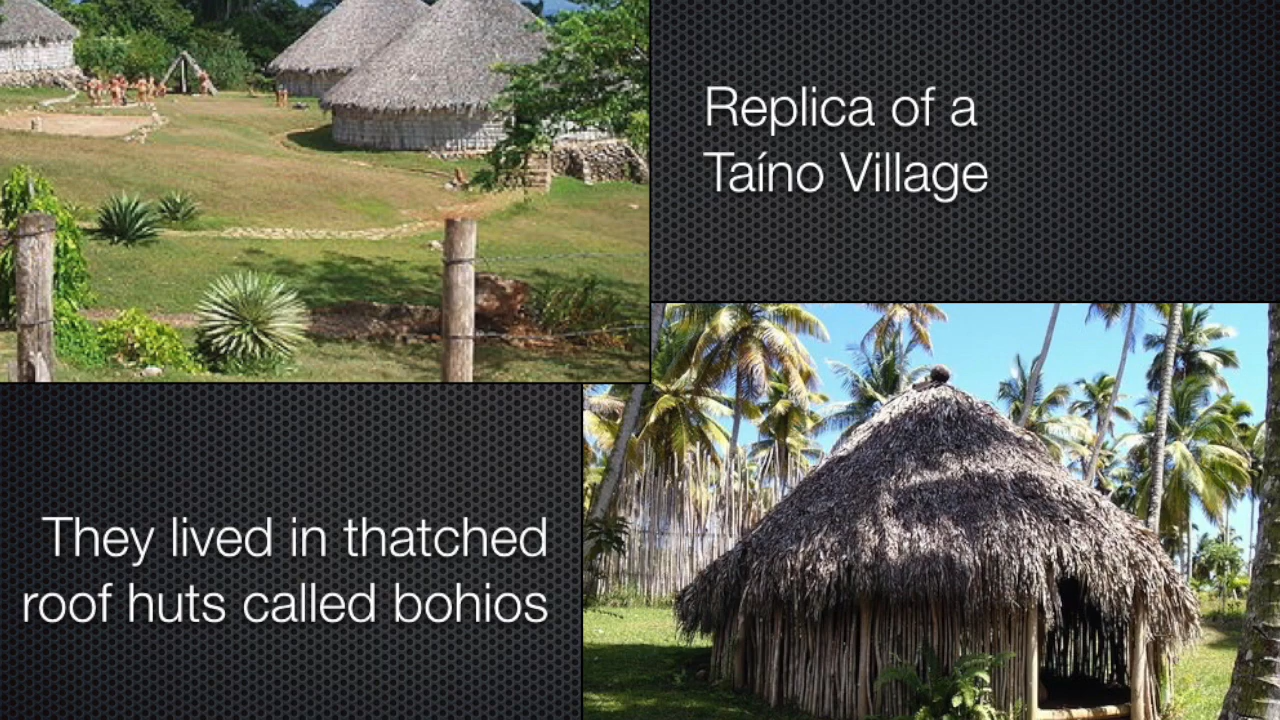 Replica of a
Taíno Village
They lived in thatched
roof huts called bohios